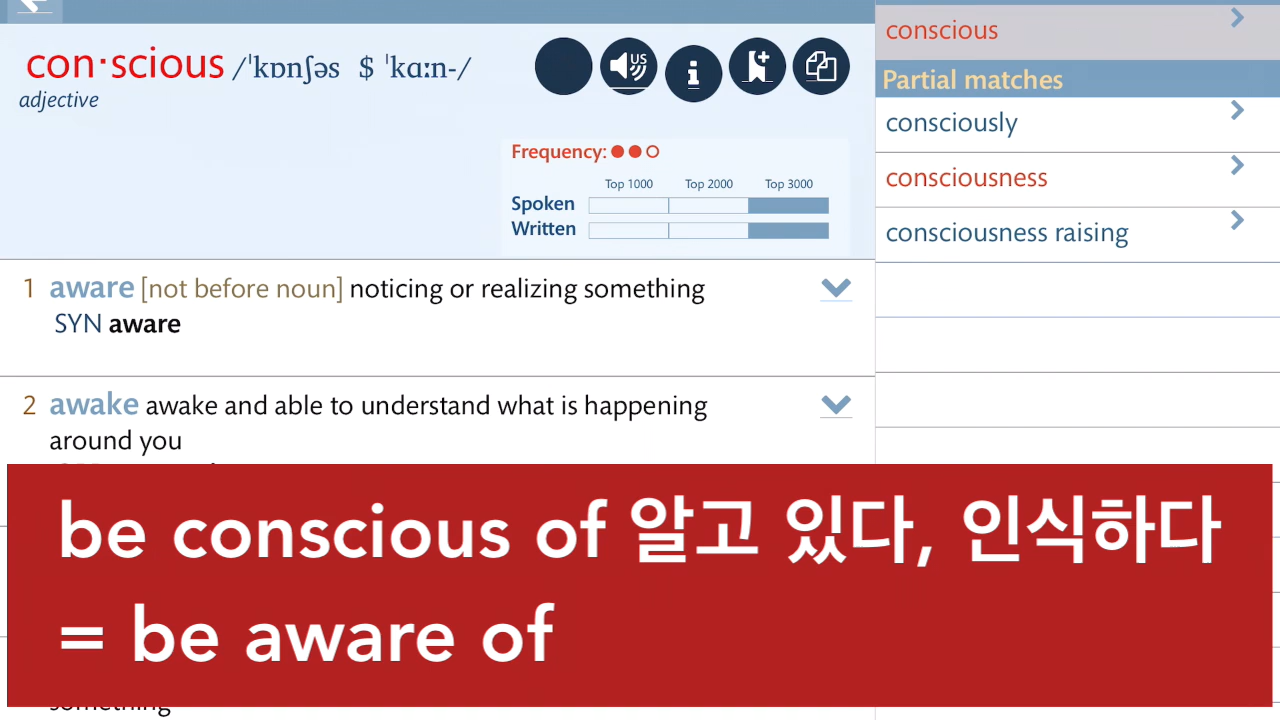 con·scious /ˈkɒnʃəs $ ˈkɑːn-/
adjective
US
i
Frequency:
Top 1000 Top 2000 Top 3000
Spoken
Written
1 aware [not before noun] noticing or realizing something
SYN aware
2 awake awake and able to understand what is happening
around you
be conscious of 알고 있다, 인식하다
= be aware of
something
conscious
Partial matches
consciously
consciousness
consciousness raising